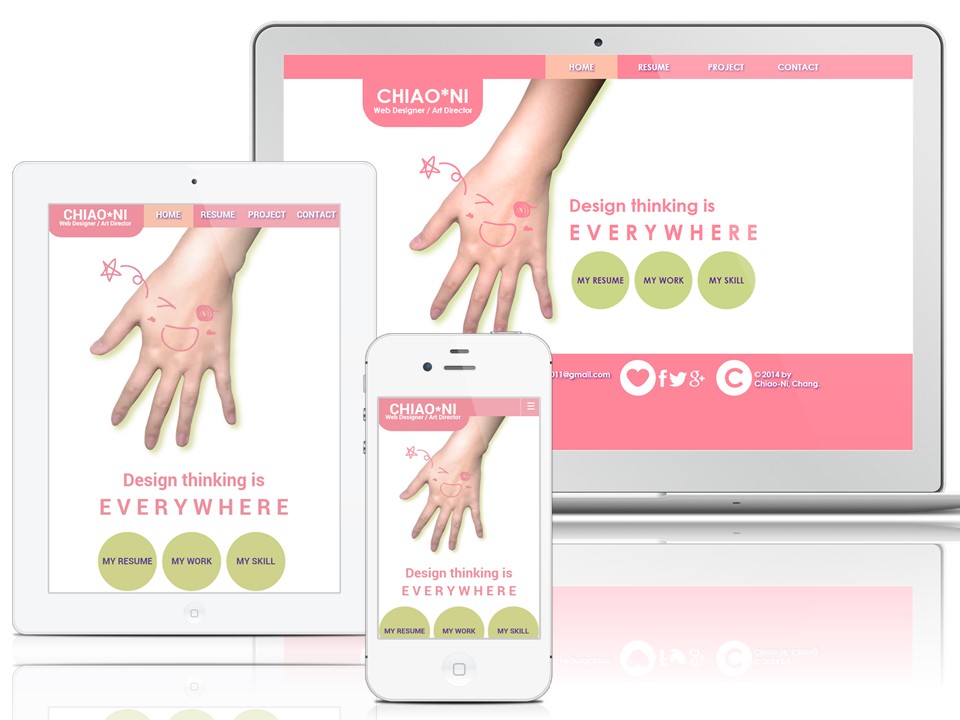 HOME RESUME PROJECT CONTACT
CHIAO*NI
Web Designer / Art Director
Design thinking is
EVERYWHERE
MY RESUME MY WORK MY SKILL
011@gmail.com
©2014 by
Chiao-Ni, Chang.
CHIAO*NI
Web Designer / Art Director
HOME RESUME PROJECT CONTACT
Design thinking is
EVERYWHERE
MY RESUME MY WORK MY SKILL
CHIAO*NI
Web Designer / Art Director
Design thinking is
EVERYWHERE
MY RESUME MY WORK MY SKILL